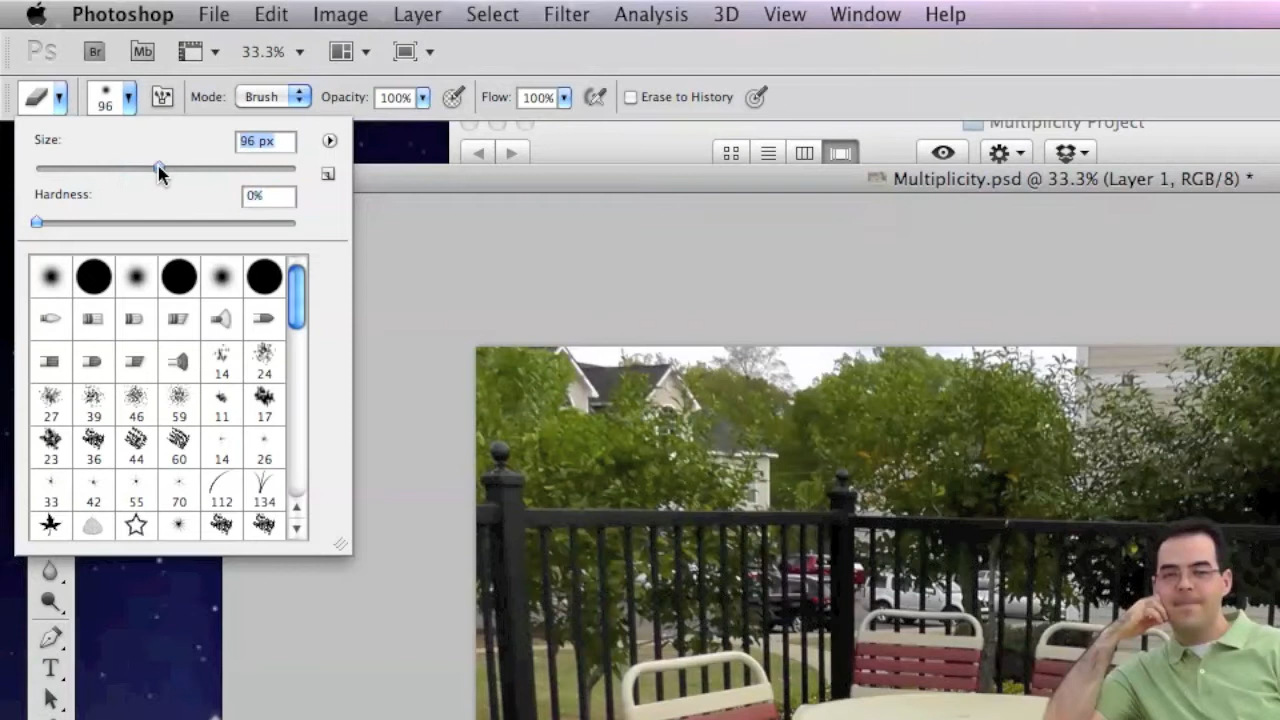 Photoshop File Edit Image Layer Select Filter Analysis 3D View Window Help
Ps Br Mb 33.3%
96 Mode: Brush Opacity: 100% Flow: 100% Erase to History
Multiplicity Project
Size: 96 px
Multiplicity.psd @ 33.3% (Layer 1, RGB/8) *
Hardness: 0%
14 24
27 39 46 59 11 17
23 36 44 60 14 26
33 42 55 70 112 134
T